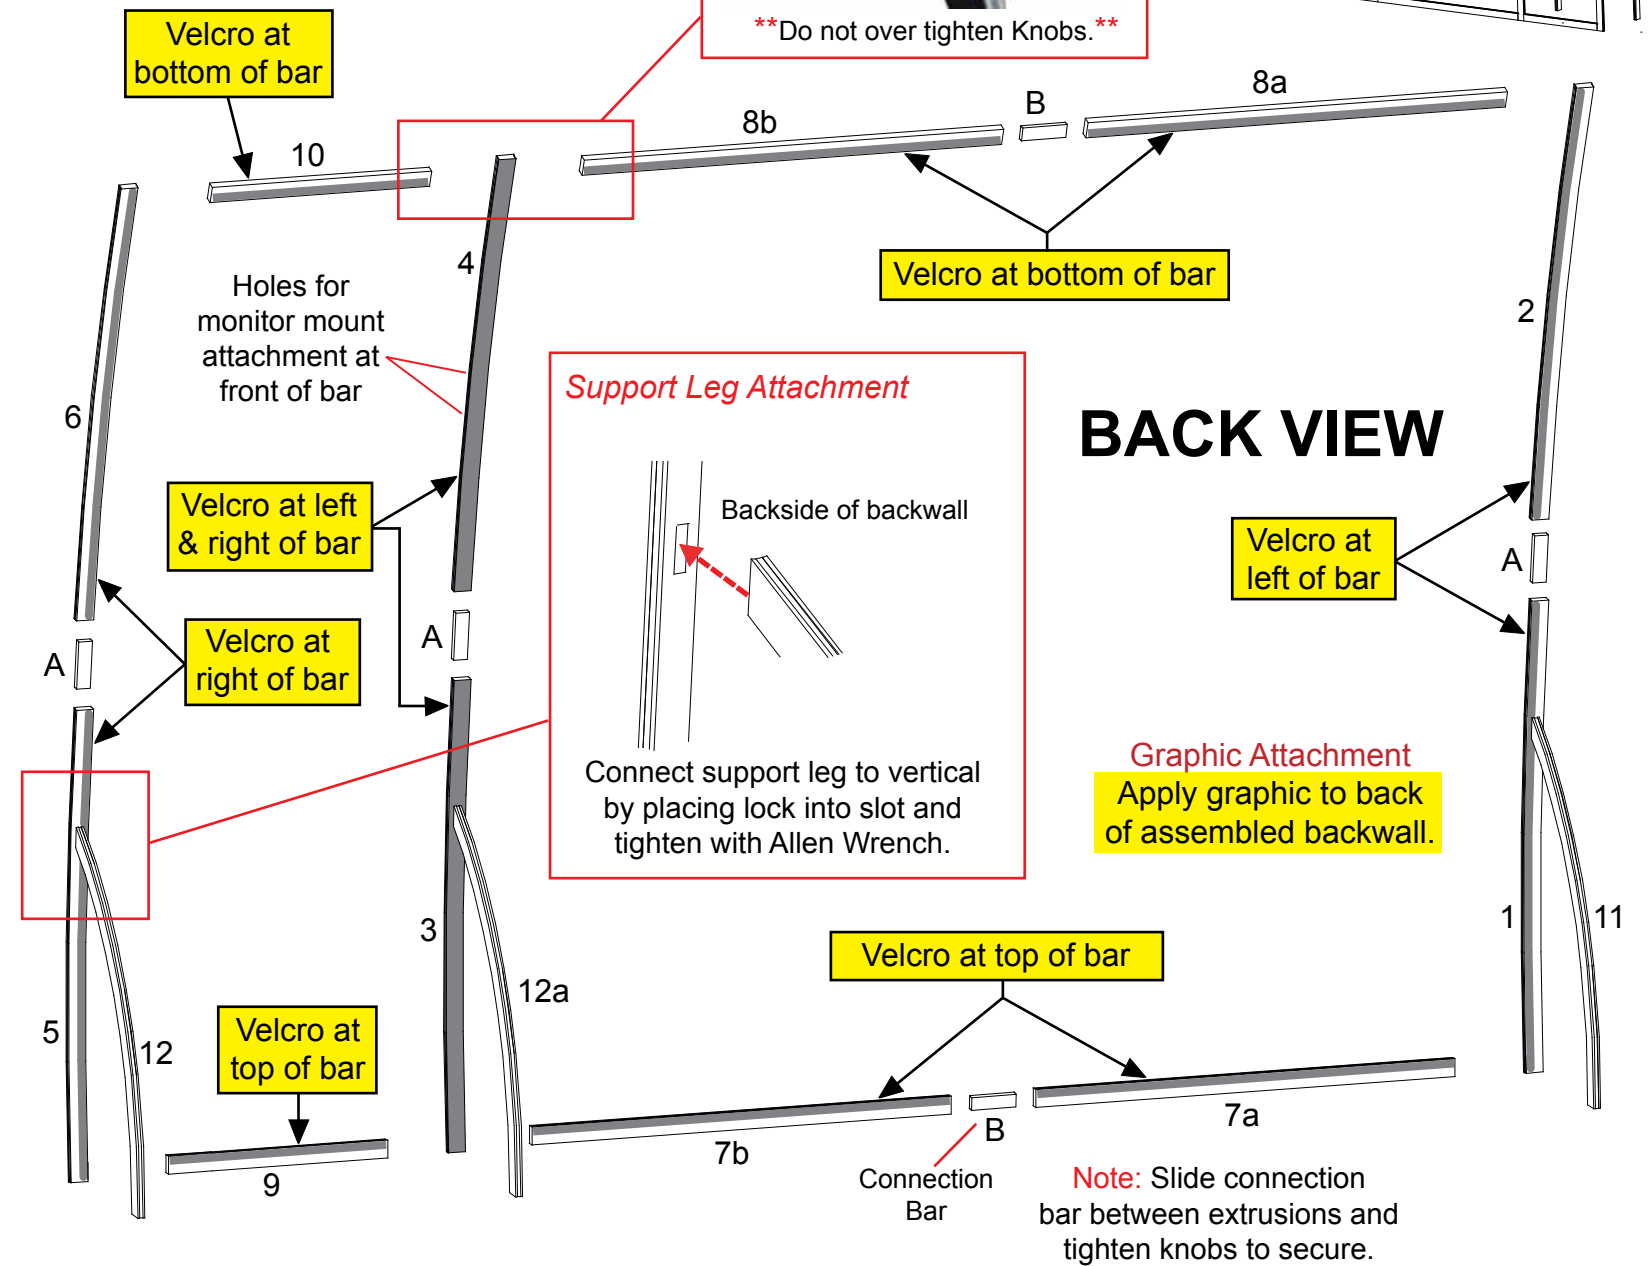 **Do not over tighten Knobs.**
Velcro at
bottom of bar
10
8b
B
8a
4
2
Velcro at bottom of bar
Holes for
monitor mount
attachment at
front of bar
6
Support Leg Attachment
Backside of backwall
Connect support leg to vertical
by placing lock into slot and
tighten with Allen Wrench.
BACK VIEW
Velcro at left
& right of bar
Velcro at
left of bar
A
A
A
Velcro at
right of bar
Graphic Attachment
Apply graphic to back
of assembled backwall.
3
1
11
Velcro at top of bar
12a
5
12
Velcro at
top of bar
9
7b
B
7a
Connection
Bar
Note: Slide connection
bar between extrusions and
tighten knobs to secure.